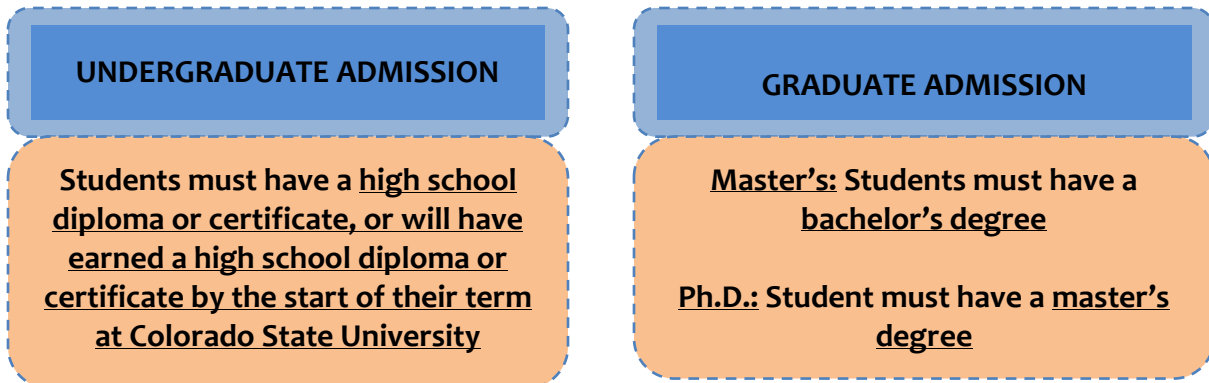 UNDERGRADUATE ADMISSION
Students must have a high school
diploma or certificate, or will have
earned a high school diploma or
certificate by the start of their term
at Colorado State University
GRADUATE ADMISSION
Master’s: Students must have a
bachelor’s degree
Ph.D.: Student must have a master’s
degree